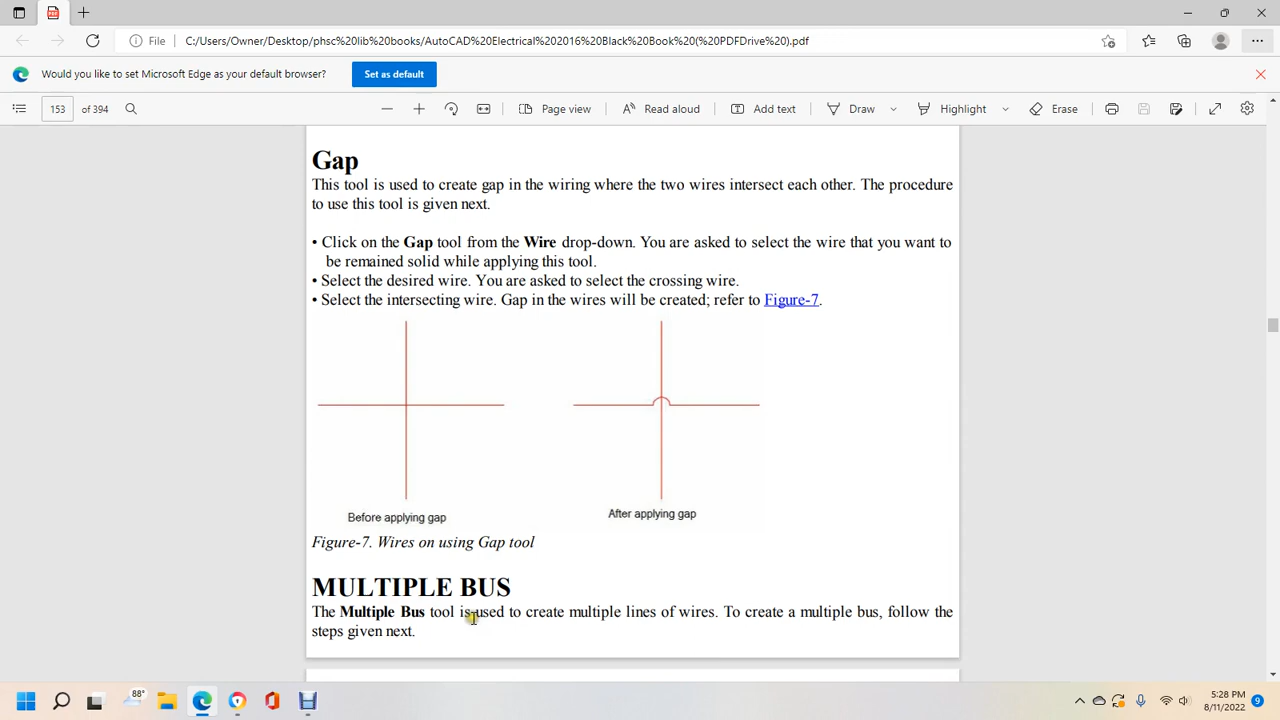 File
C:/Users/Owner/Desktop/phsc%20lib%20books/AutoCAD%20Electrical%202016%20Black%20Book%20(%20PDFDrive%20).pdf
Would you like to set Microsoft Edge as your default browser?
Set as default
153 of 394
Page view
Read aloud
Add text
Draw
Highlight
Erase
Gap
This tool is used to create gap in the wiring where the two wires intersect each other. The procedure
to use this tool is given next.
• Click on the Gap tool from the Wire drop-down. You are asked to select the wire that you want to
be remained solid while applying this tool.
• Select the desired wire. You are asked to select the crossing wire.
• Select the intersecting wire. Gap in the wires will be created; refer to Figure-7.
Before applying gap
After applying gap
Figure-7. Wires on using Gap tool
MULTIPLE BUS
The Multiple Bus tool is used to create multiple lines of wires. To create a multiple bus, follow the
steps given next.
88°
5:28 PM
8/11/2022
9